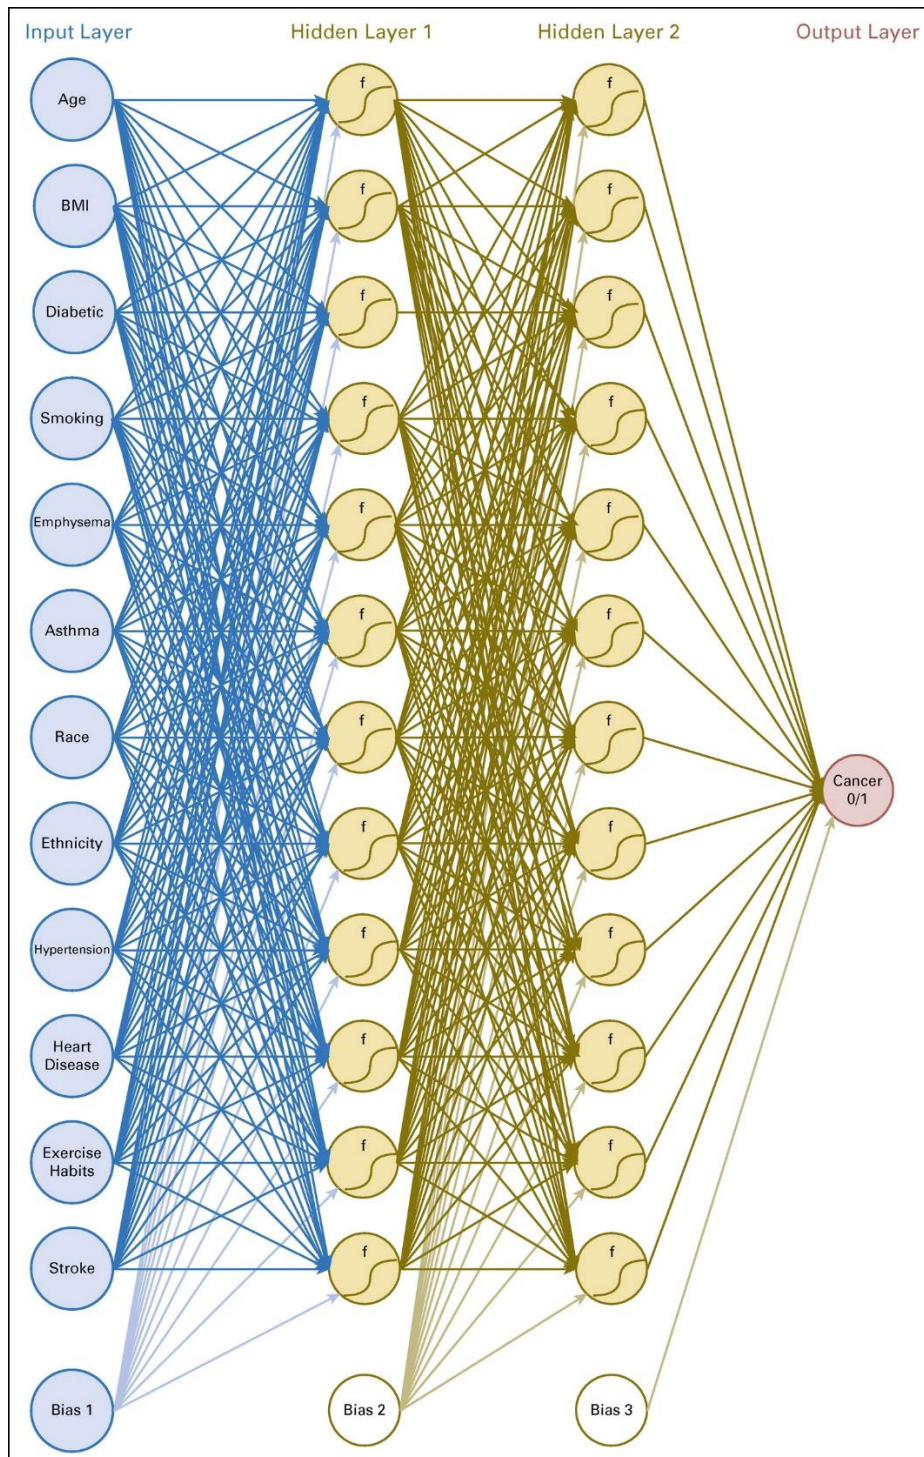 Input Layer
Hidden Layer 1
Hidden Layer 2
Output Layer
Age
f
f
BMI
f
f
Diabetic
f
f
Smoking
f
f
Emphysema
f
f
Asthma
f
f
Race
f
f
Cancer
0/1
Ethnicity
f
f
Hypertension
f
f
Heart
Disease
f
f
Exercise
Habits
f
f
Stroke
f
f
Bias 1
Bias 2
Bias 3